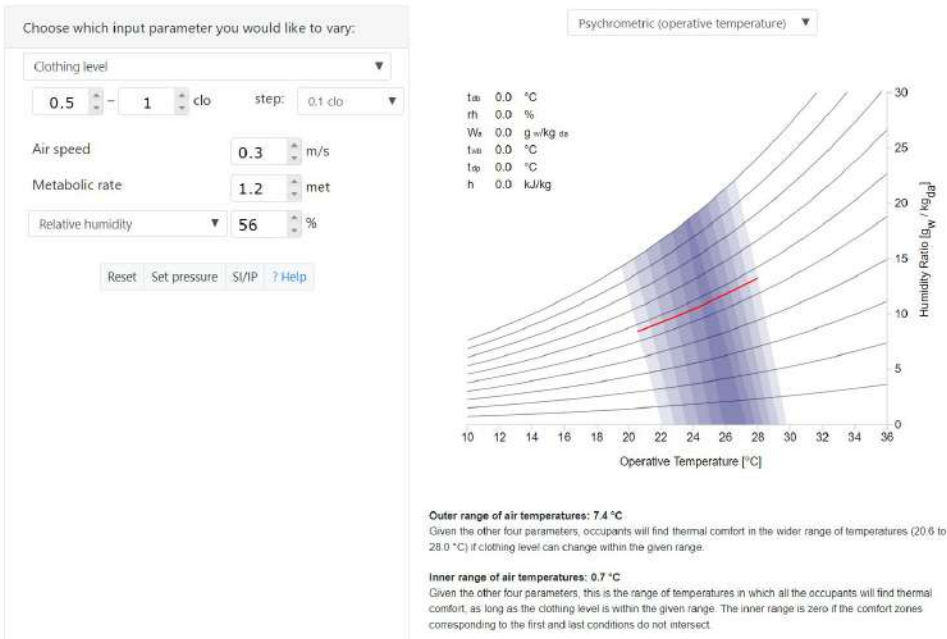 Choose which input parameter you would like to vary:
Clothing level
0.5 - 1 clo step: 0.1 clo
Air speed 0.3 m/s
Metabolic rate 1.2 met
Relative humidity 56 %
Reset Set pressure SI/IP ? Help
Psychrometric (operative temperature)
tdb 0.0 °C
rh 0.0 %
Wa 0.0 g w/kg da
twb 0.0 °C
tdp 0.0 °C
h 0.0 kJ/kg
30
25
20
15
10
5
0
Humidity Ratio [gw / kgda]
10 12 14 16 18 20 22 24 26 28 30 32 34 36
Operative Temperature [°C]
Outer range of air temperatures: 7.4 °C
Given the other four parameters, occupants will find thermal comfort in the wider range of temperatures (20.6 to
28.0 °C) if clothing level can change within the given range.
Inner range of air temperatures: 0.7 °C
Given the other four parameters, this is the range of temperatures in which all the occupants will find thermal
comfort, as long as the clothing level is within the given range. The inner range is zero if the comfort zones
corresponding to the first and last conditions do not intersect.